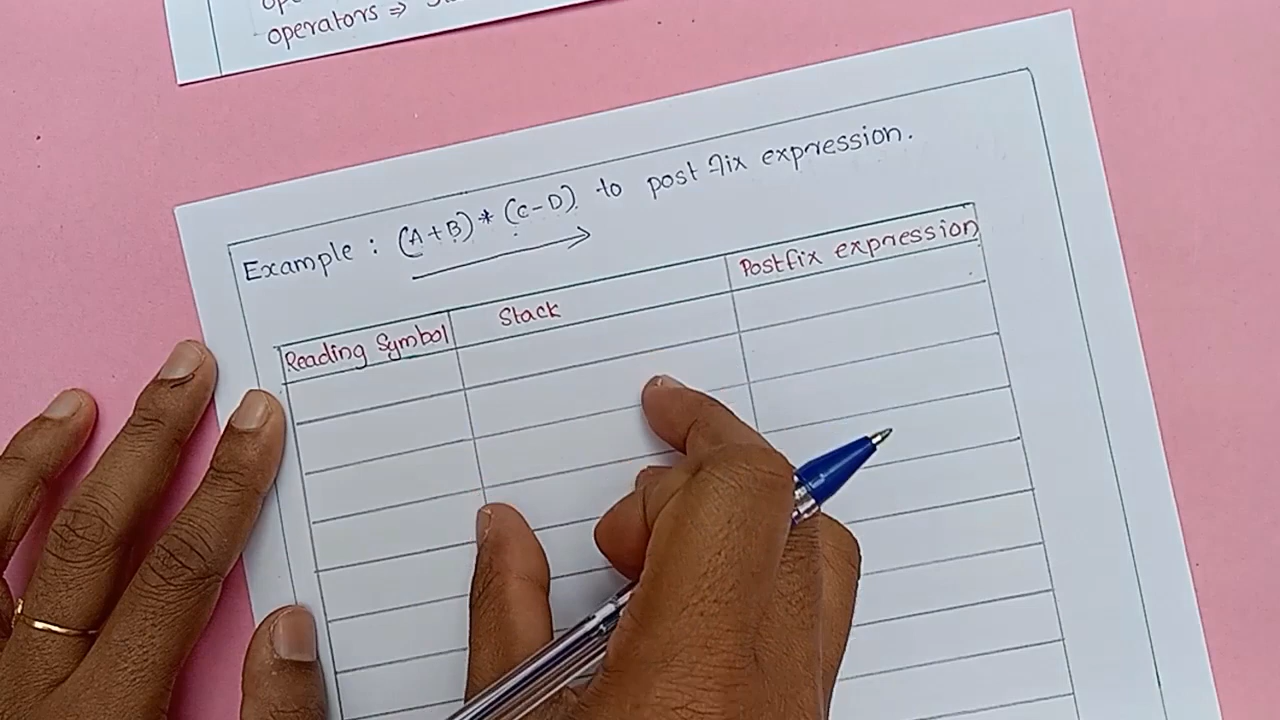 operators ⇒
Example : (A+B) * (C-D) to post fix expression.
Reading Symbol Stack Postfix expression